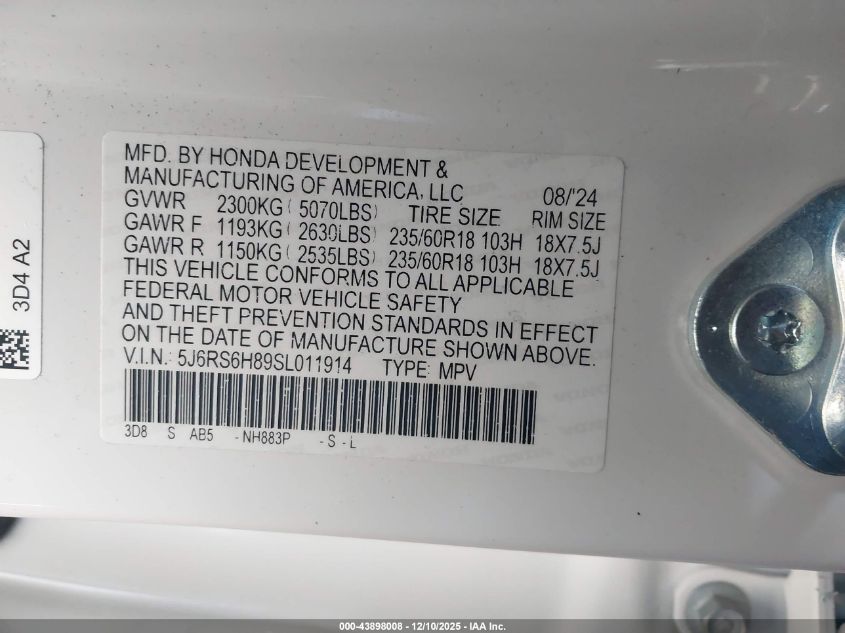 MFD. BY HONDA DEVELOPMENT &
MANUFACTURING OF AMERICA, LLC 08/'24
GVWR 2300KG ( 5070LBS) TIRE SIZE RIM SIZE
GAWR F 1193KG ( 2630LBS) 235/60R18 103H 18X7.5J
GAWR R 1150KG ( 2535LBS) 235/60R18 103H 18X7.5J
THIS VEHICLE CONFORMS TO ALL APPLICABLE
FEDERAL MOTOR VEHICLE SAFETY
AND THEFT PREVENTION STANDARDS IN EFFECT
ON THE DATE OF MANUFACTURE SHOWN ABOVE.
V.I.N.: 5J6RS6H89SL011914 TYPE: MPV
3D8 S AB5 -NH883P -S-L
3D4 A2
000-43898008 - 12/10/2025 - IAA Inc.